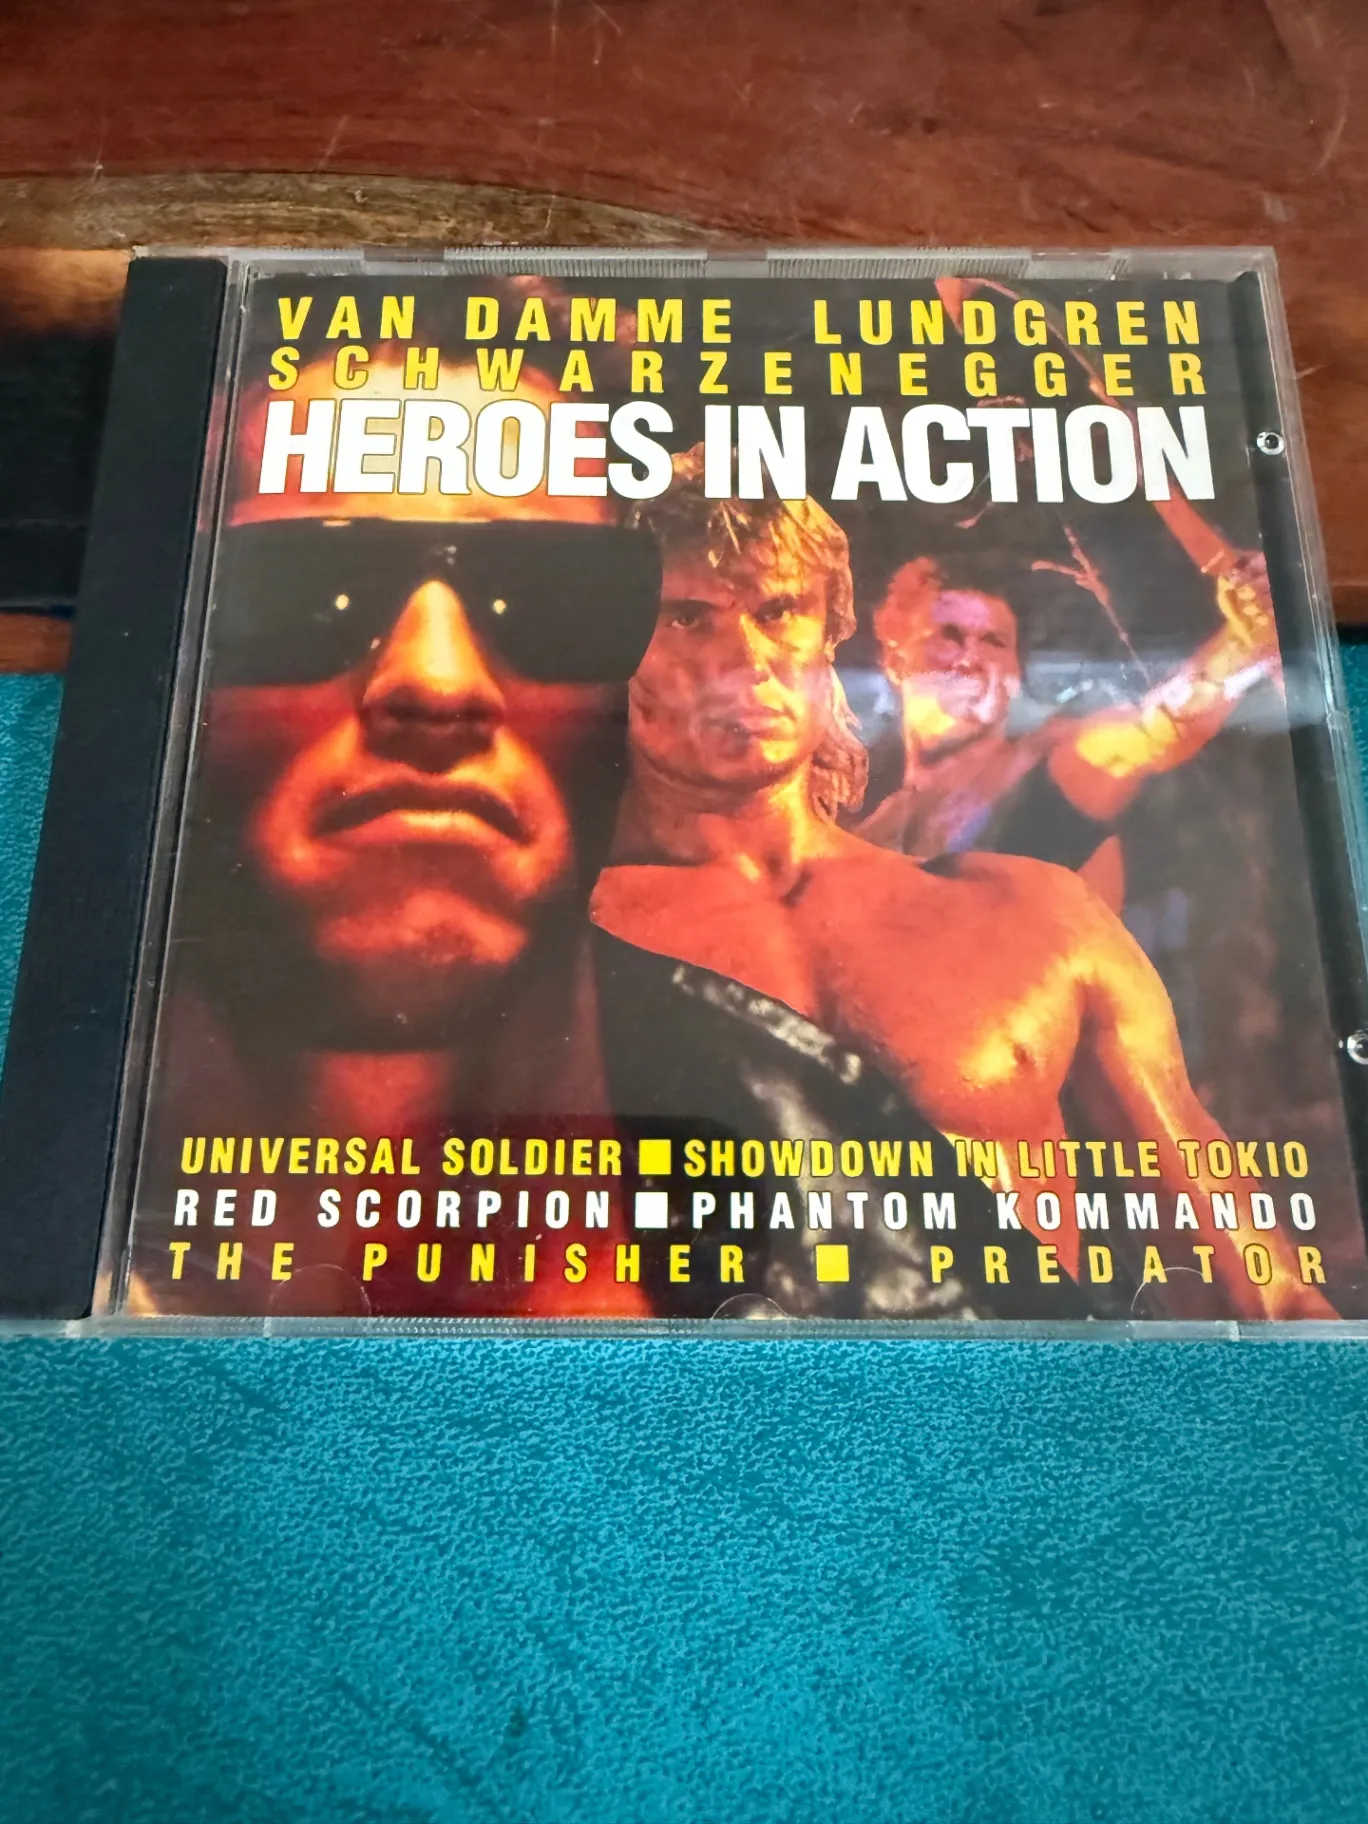 VAN DAMME LUNDGREN
SCHWARZENEGGER
HEROES IN ACTION
UNIVERSAL SOLDIER ■ SHOWDOWN IN LITTLE TOKIO
RED SCORPION ■ PHANTOM KOMMANDO
THE PUNISHER ■ PREDATOR